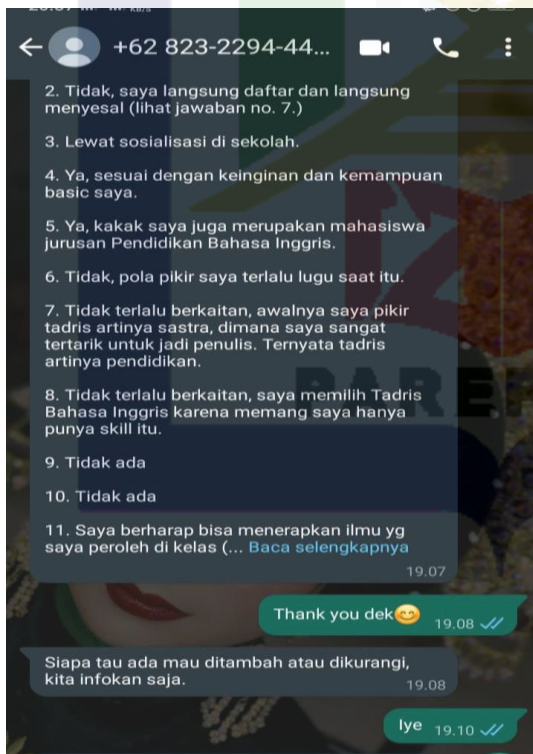 +62 823-2294-44...
2. Tidak, saya langsung daftar dan langsung
menyesal (lihat jawaban no. 7.)
3. Lewat sosialisasi di sekolah.
4. Ya, sesuai dengan keinginan dan kemampuan
basic saya.
5. Ya, kakak saya juga merupakan mahasiswa
jurusan Pendidikan Bahasa Inggris.
6. Tidak, pola pikir saya terlalu lugu saat itu.
7. Tidak terlalu berkaitan, awalnya saya pikir
tadris artinya sastra, dimana saya sangat
tertarik untuk jadi penulis. Ternyata tadris
artinya pendidikan.
8. Tidak terlalu berkaitan, saya memilih Tadris
Bahasa Inggris karena memang saya hanya
punya skill itu.
9. Tidak ada
10. Tidak ada
11. Saya berharap bisa menerapkan ilmu yg
saya peroleh di kelas (... Baca selengkapnya
19.07
Thank you dek😊 19.08
Siapa tau ada mau ditambah atau dikurangi,
kita infokan saja.
19.08
Iye 19.10